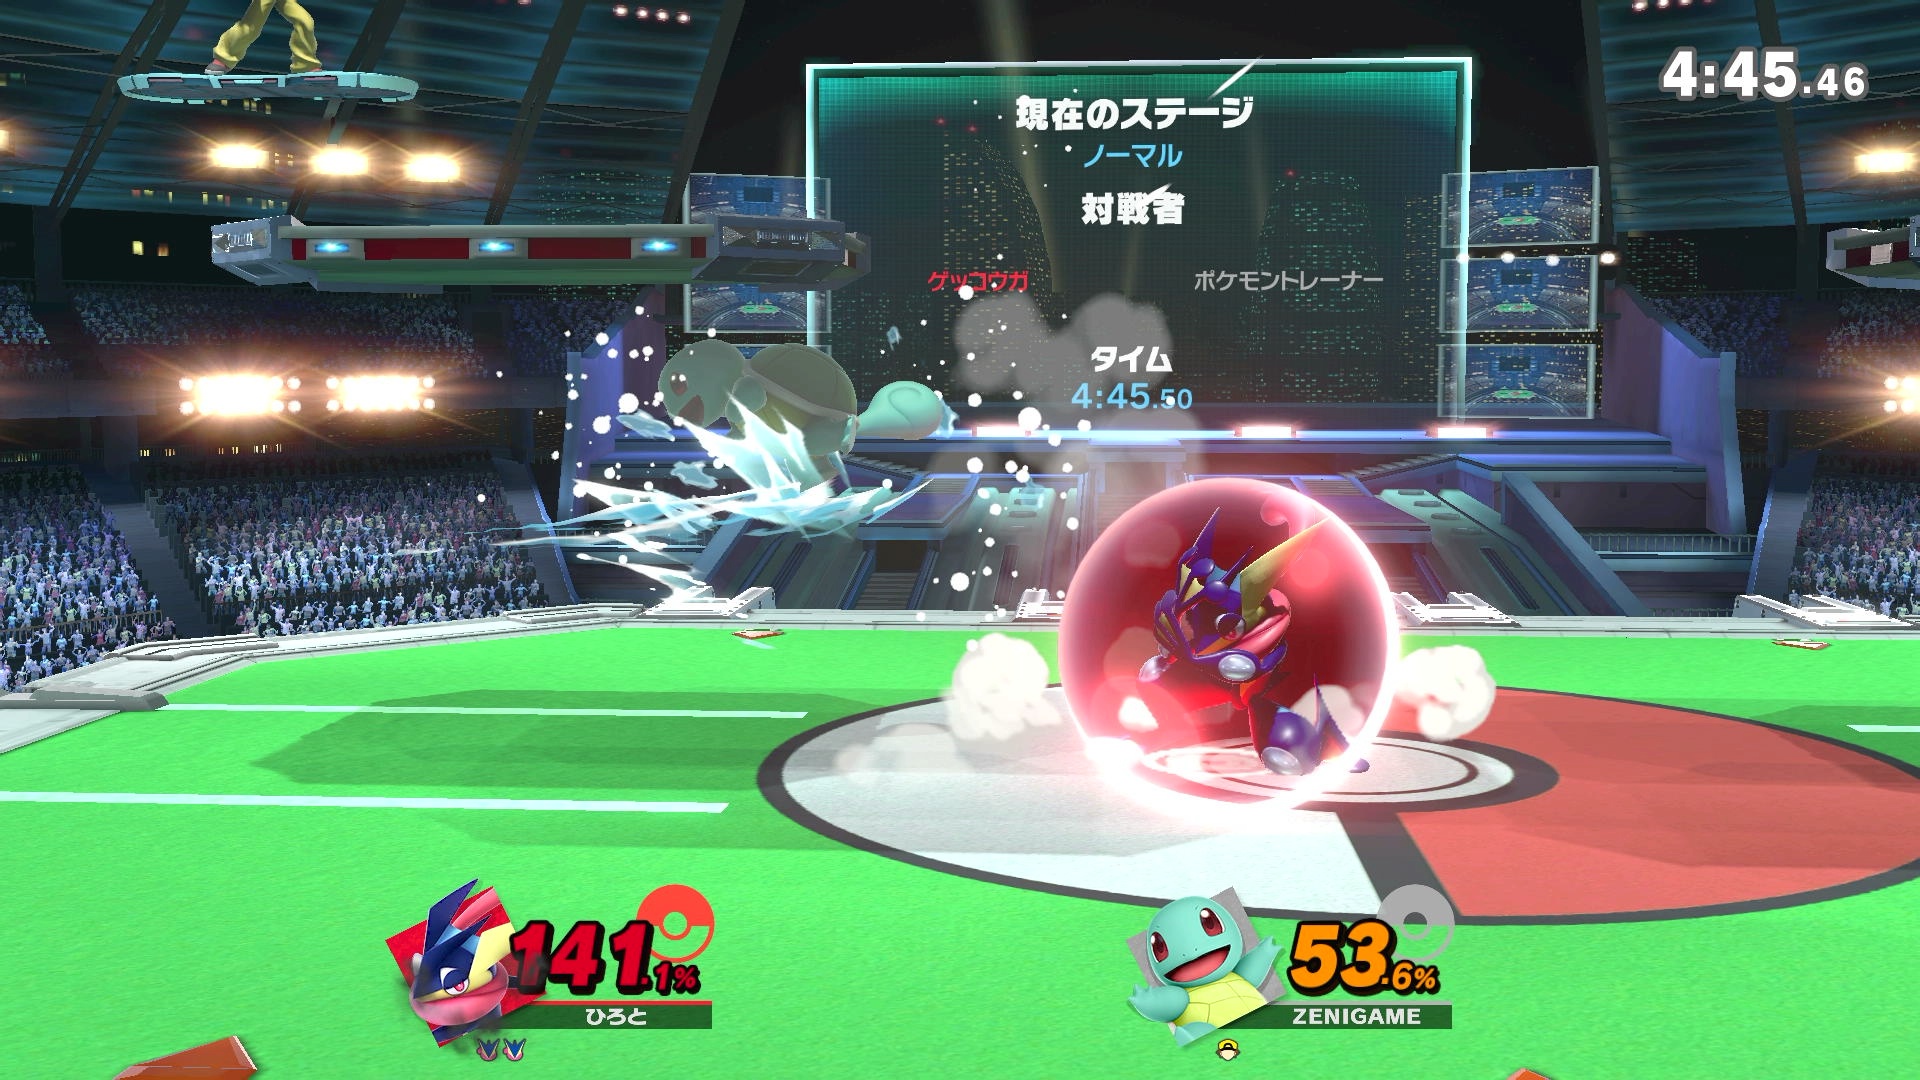 4:45.46
現在のステージ
ノーマル
対戦者
ゲッコウガ
ポケモントレーナー
タイム
4:45.50
141.1%
ひろと
53.6%
ZENIGAME